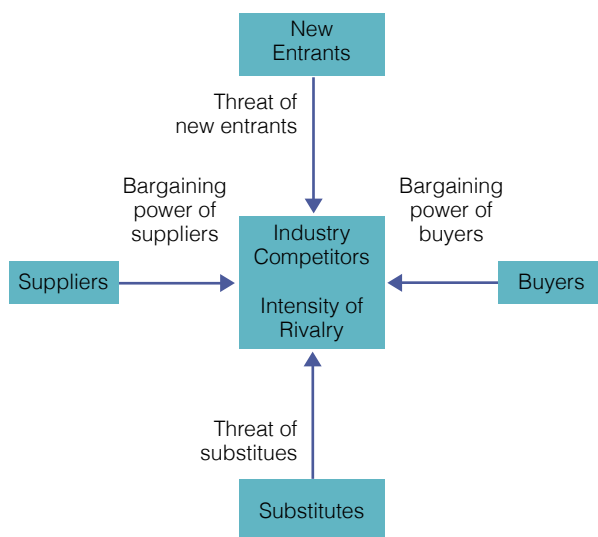 New
Entrants
Threat of
new entrants
Bargaining
power of
suppliers
Bargaining
power of
buyers
Industry
Competitors
Intensity of
Rivalry
Suppliers
Buyers
Threat of
substitues
Substitutes